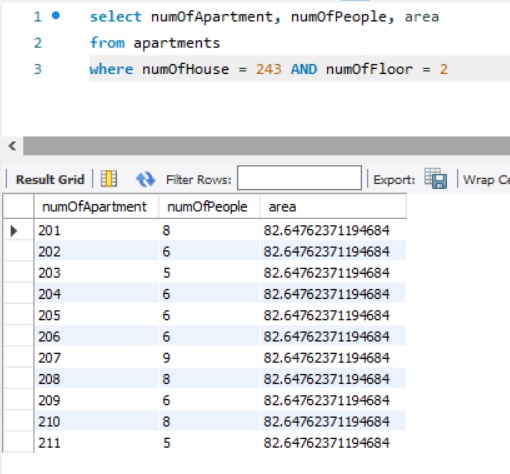 1 select numOfApartment, numOfPeople, area
2 from apartments
3 where numOfHouse = 243 AND numOfFloor = 2
Result Grid Filter Rows: Export: Wrap Ce
numOfApartment numOfPeople area
201 8 82.64762371194684
202 6 82.64762371194684
203 5 82.64762371194684
204 6 82.64762371194684
205 6 82.64762371194684
206 6 82.64762371194684
207 9 82.64762371194684
208 8 82.64762371194684
209 6 82.64762371194684
210 8 82.64762371194684
211 5 82.64762371194684